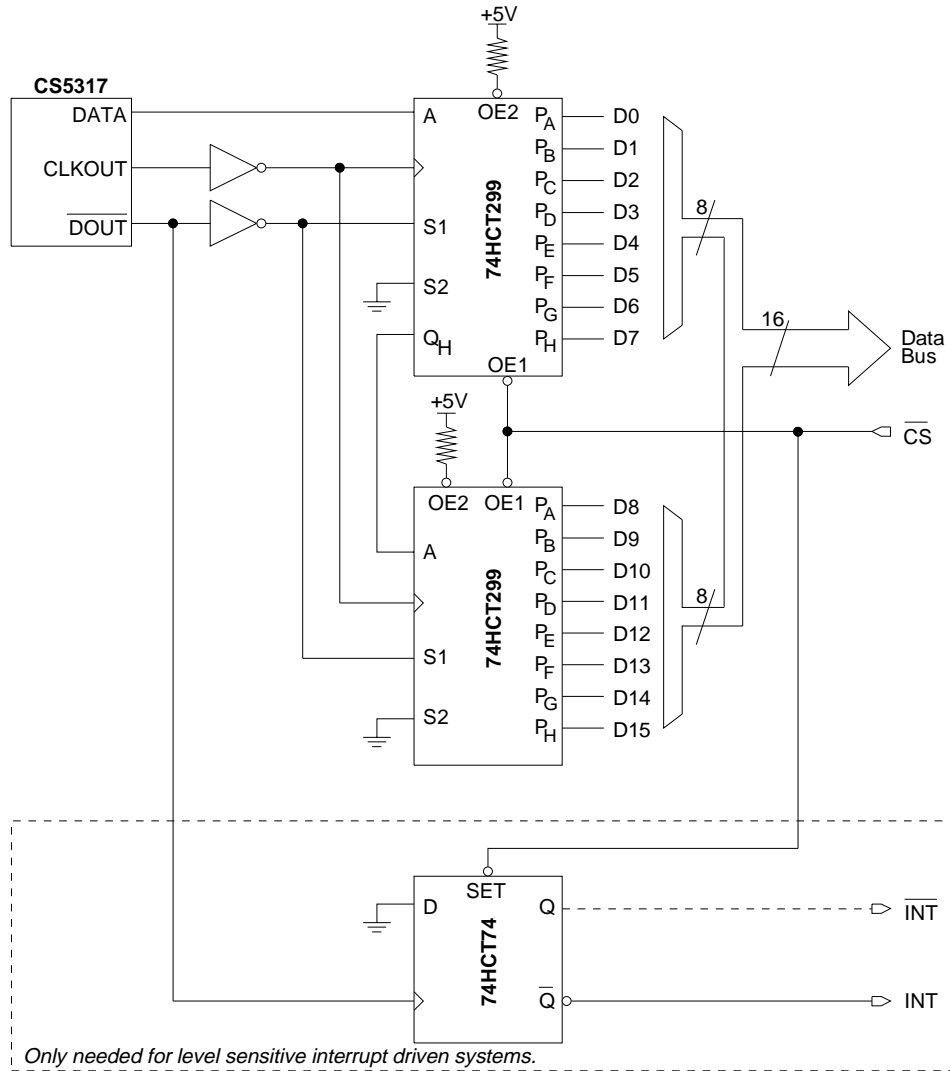 +5V
CS5317
DATA
CLKOUT
DOUT
OE2
A
S1
S2
QH
OE1
74HCT299
PA
PB
PC
PD
PE
PF
PG
PH
D0
D1
D2
D3
D4
D5
D6
D7
8
16
Data
Bus
CS
+5V
OE2
OE1
A
S1
S2
74HCT299
PA
PB
PC
PD
PE
PF
PG
PH
D8
D9
D10
D11
D12
D13
D14
D15
8
SET
D
Q
74HCT74
Q
INT
INT
Only needed for level sensitive interrupt driven systems.